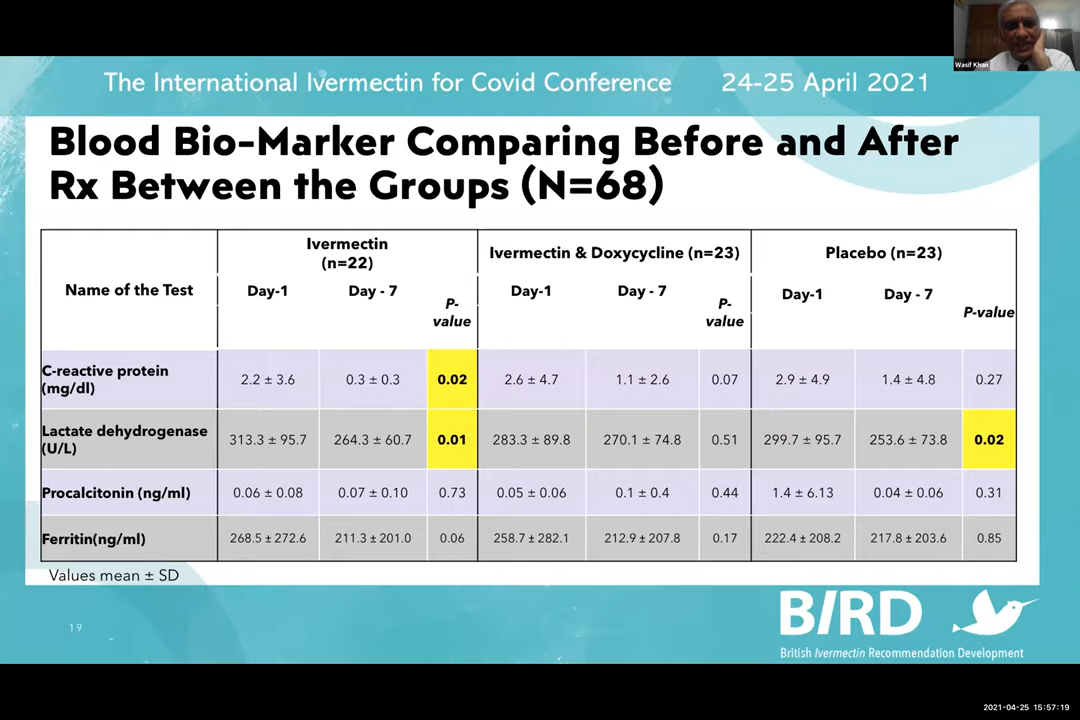 Wasif Khan
The International Ivermectin for Covid Conference 24-25 April 2021
Blood Bio-Marker Comparing Before and After
Rx Between the Groups (N=68)
Name of the Test
Ivermectin
(n=22)
Ivermectin & Doxycycline (n=23)
Placebo (n=23)
Day-1 Day - 7 P-
value
Day-1 Day - 7 P-
value
Day-1 Day - 7 P-value
C-reactive protein
(mg/dl)
2.2 ± 3.6 0.3 ± 0.3 0.02 2.6 ± 4.7 1.1 ± 2.6 0.07 2.9 ± 4.9 1.4 ± 4.8 0.27
Lactate dehydrogenase
(U/L)
313.3 ± 95.7 264.3 ± 60.7 0.01 283.3 ± 89.8 270.1 ± 74.8 0.51 299.7 ± 95.7 253.6 ± 73.8 0.02
Procalcitonin (ng/ml) 0.06 ± 0.08 0.07 ± 0.10 0.73 0.05 ± 0.06 0.1 ± 0.4 0.44 1.4 ± 6.13 0.04 ± 0.06 0.31
Ferritin(ng/ml) 268.5 ± 272.6 211.3 ± 201.0 0.06 258.7 ± 282.1 212.9 ± 207.8 0.17 222.4 ± 208.2 217.8 ± 203.6 0.85
Values mean ± SD
19
BIRD
British Ivermectin Recommendation Development
2021-04-25 15:57:19